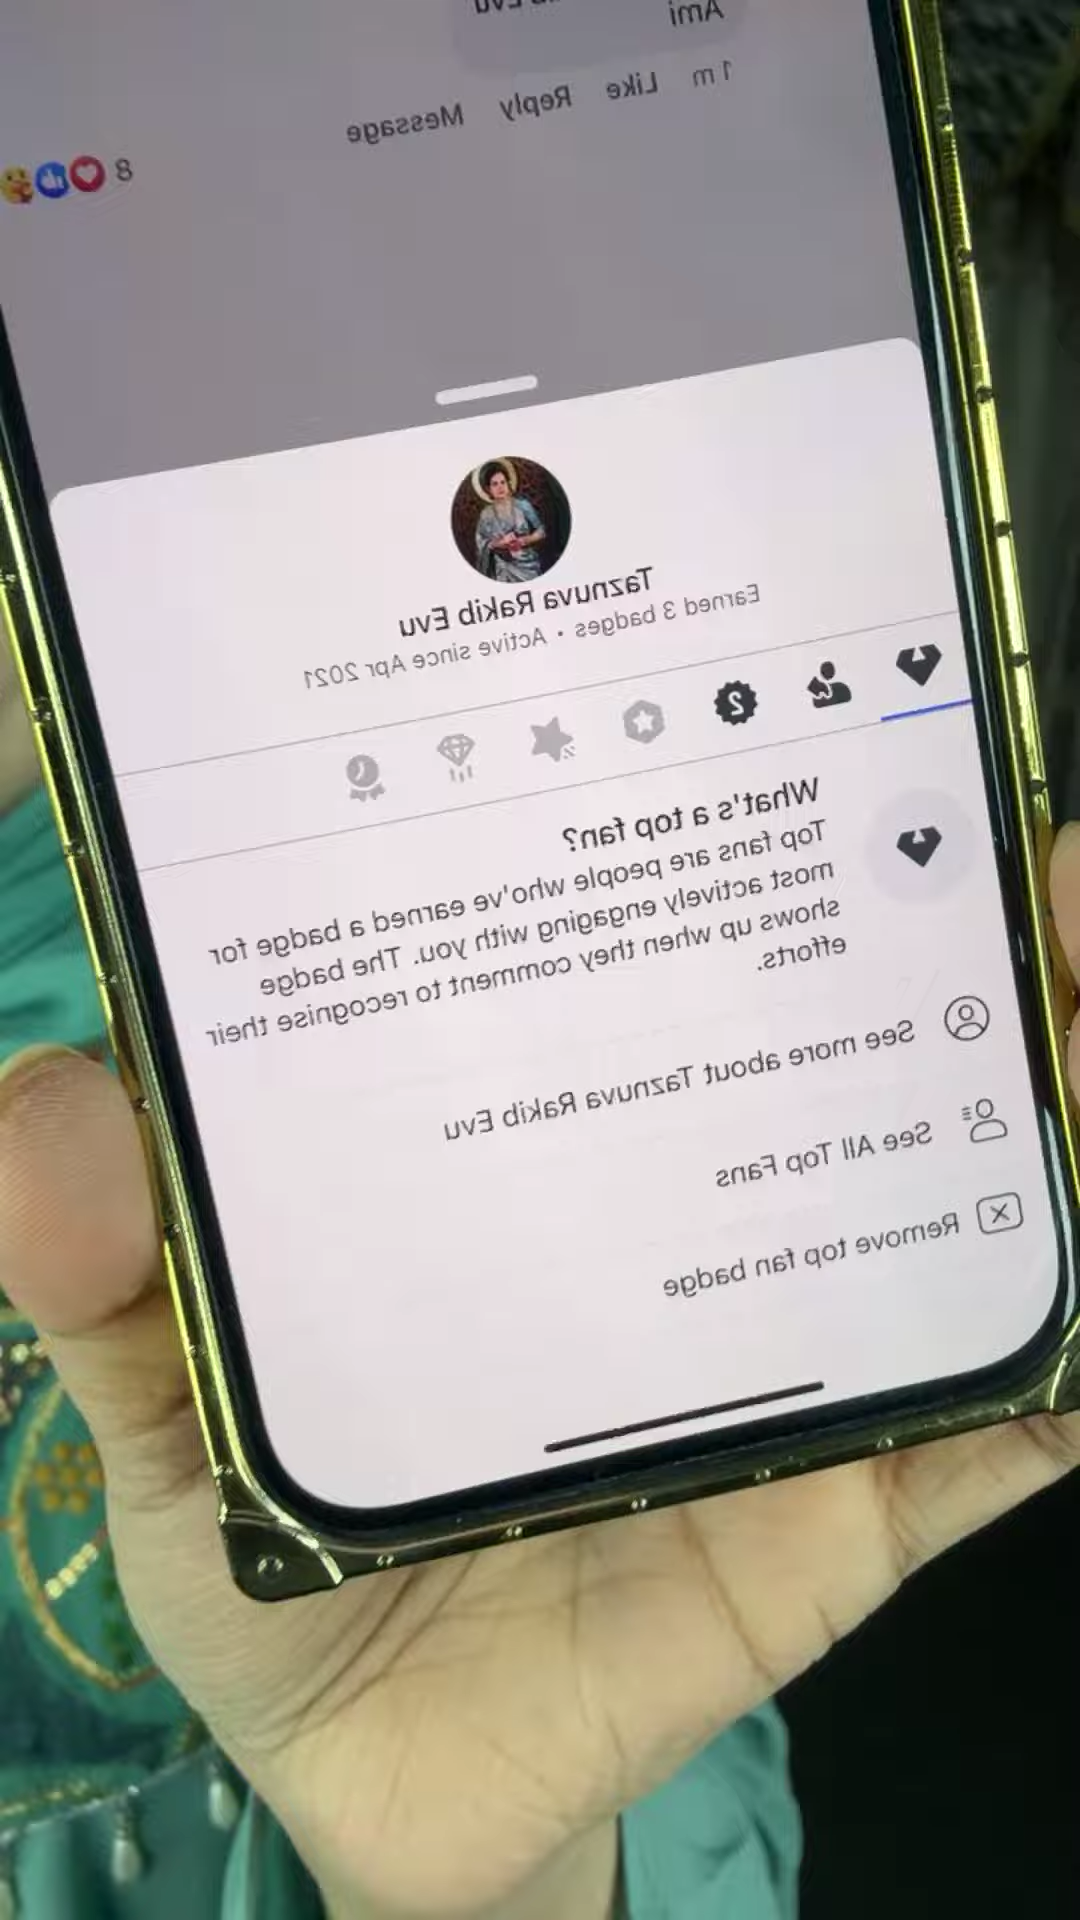 Ami
1 m Like Reply Message
8
Taznuva Rakib Evu
Earned 3 badges • Active since Apr 2021
2
What's a top fan?
Top fans are people who've earned a badge for
most actively engaging with you. The badge
shows up when they comment to recognise their
efforts.
See more about Taznuva Rakib Evu
See All Top Fans
Remove top fan badge